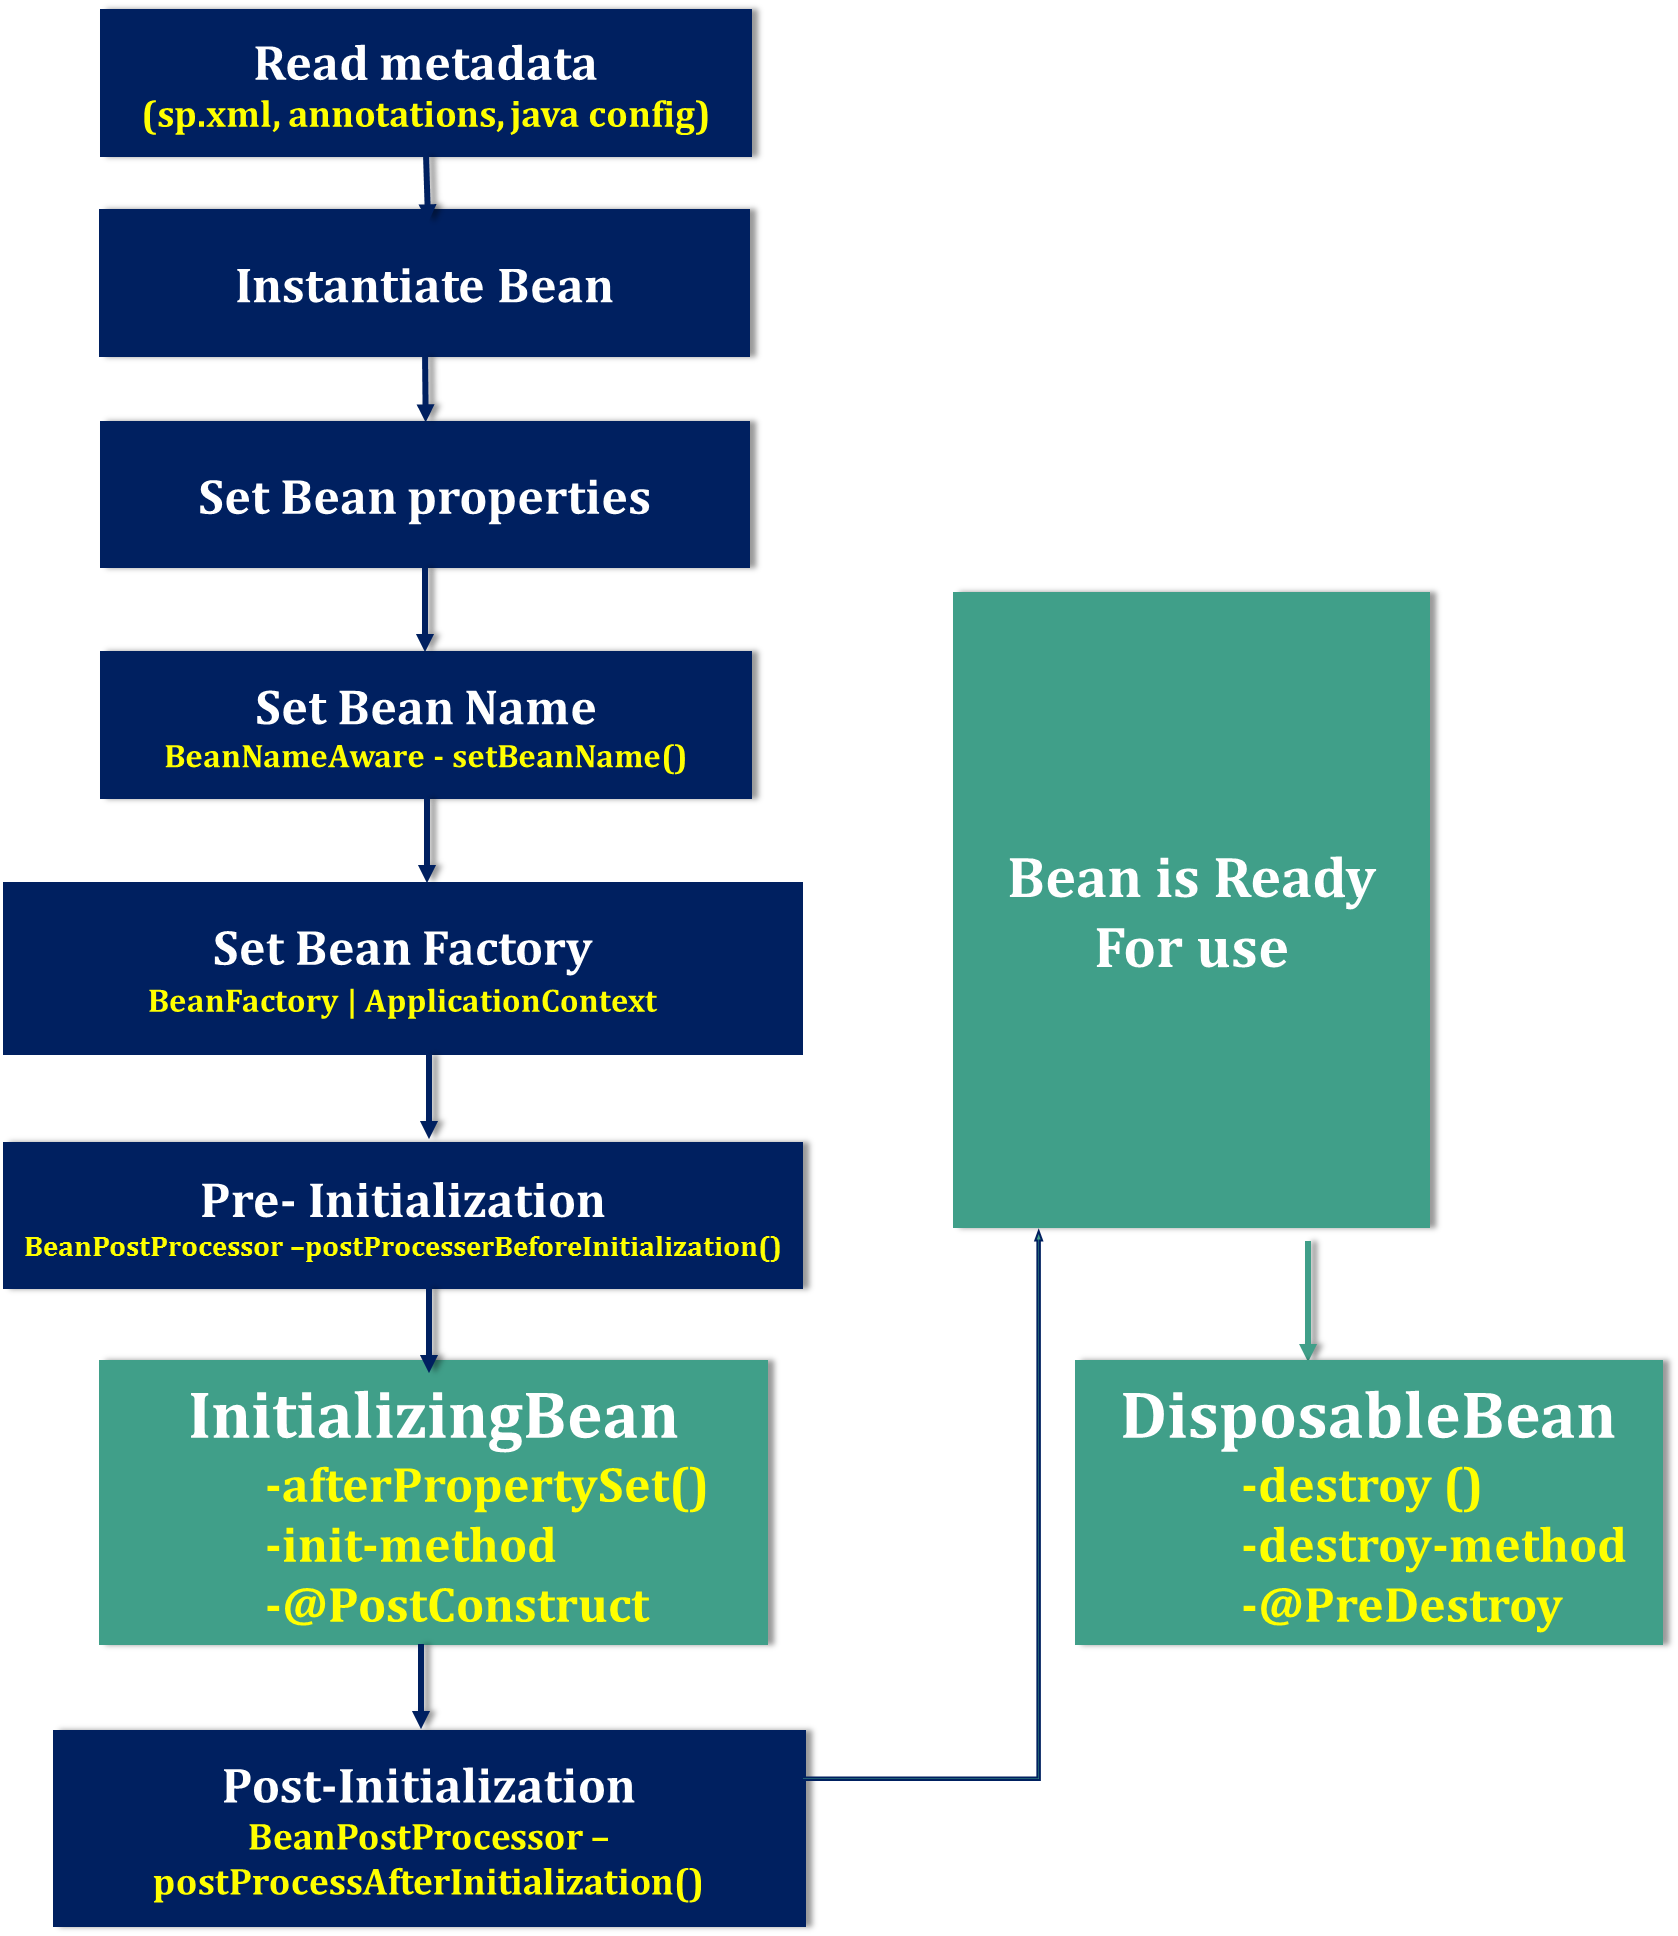 Read metadata
(sp.xml, annotations, java config)
Instantiate Bean
Set Bean properties
Set Bean Name
BeanNameAware - setBeanName()
Set Bean Factory
BeanFactory | ApplicationContext
Pre- Initialization
BeanPostProcessor –postProcesserBeforeInitialization()
InitializingBean
-afterPropertySet()
-init-method
-@PostConstruct
Post-Initialization
BeanPostProcessor –
postProcessAfterInitialization()
Bean is Ready
For use
DisposableBean
-destroy ()
-destroy-method
-@PreDestroy